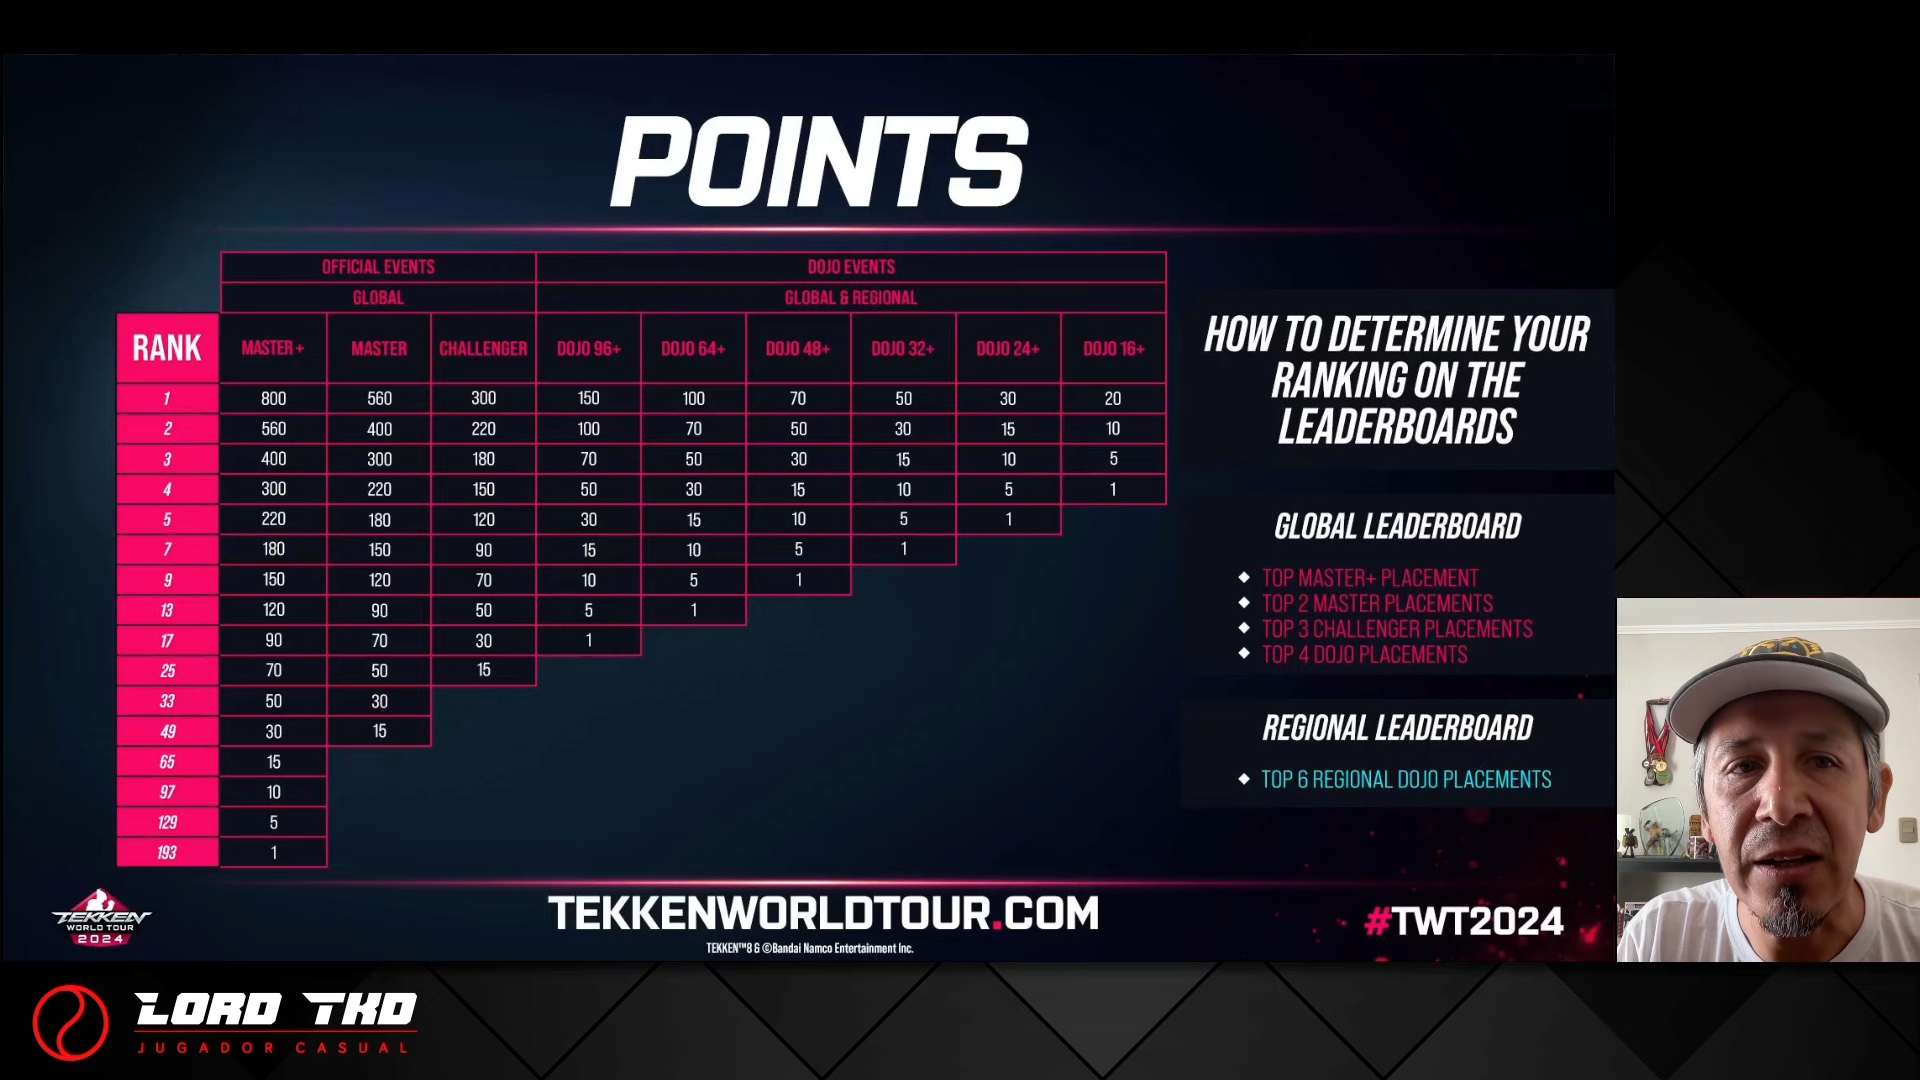 POINTS
OFFICIAL EVENTS DOJO EVENTS
GLOBAL GLOBAL & REGIONAL
RANK MASTER + MASTER CHALLENGER DOJO 96+ DOJO 64+ DOJO 48+ DOJO 32+ DOJO 24+ DOJO 16+
1 800 560 300 150 100 70 50 30 20
2 560 400 220 100 70 50 30 15 10
3 400 300 180 70 50 30 15 10 5
4 300 220 150 50 30 15 10 5 1
5 220 180 120 30 15 10 5 1
7 180 150 90 15 10 5 1
9 150 120 70 10 5 1
13 120 90 50 5 1
17 90 70 30 1
25 70 50 15
33 50 30
49 30 15
65 15
97 10
129 5
193 1
HOW TO DETERMINE YOUR
RANKING ON THE
LEADERBOARDS
GLOBAL LEADERBOARD
TOP MASTER+ PLACEMENT
TOP 2 MASTER PLACEMENTS
TOP 3 CHALLENGER PLACEMENTS
TOP 4 DOJO PLACEMENTS
REGIONAL LEADERBOARD
TOP 6 REGIONAL DOJO PLACEMENTS
TEKKEN
WORLD TOUR
2024
TEKKENWORLDTOUR.COM
TEKKEN™8 & ©Bandai Namco Entertainment Inc.
#TWT2024
LORD TKD
JUGADOR CASUAL